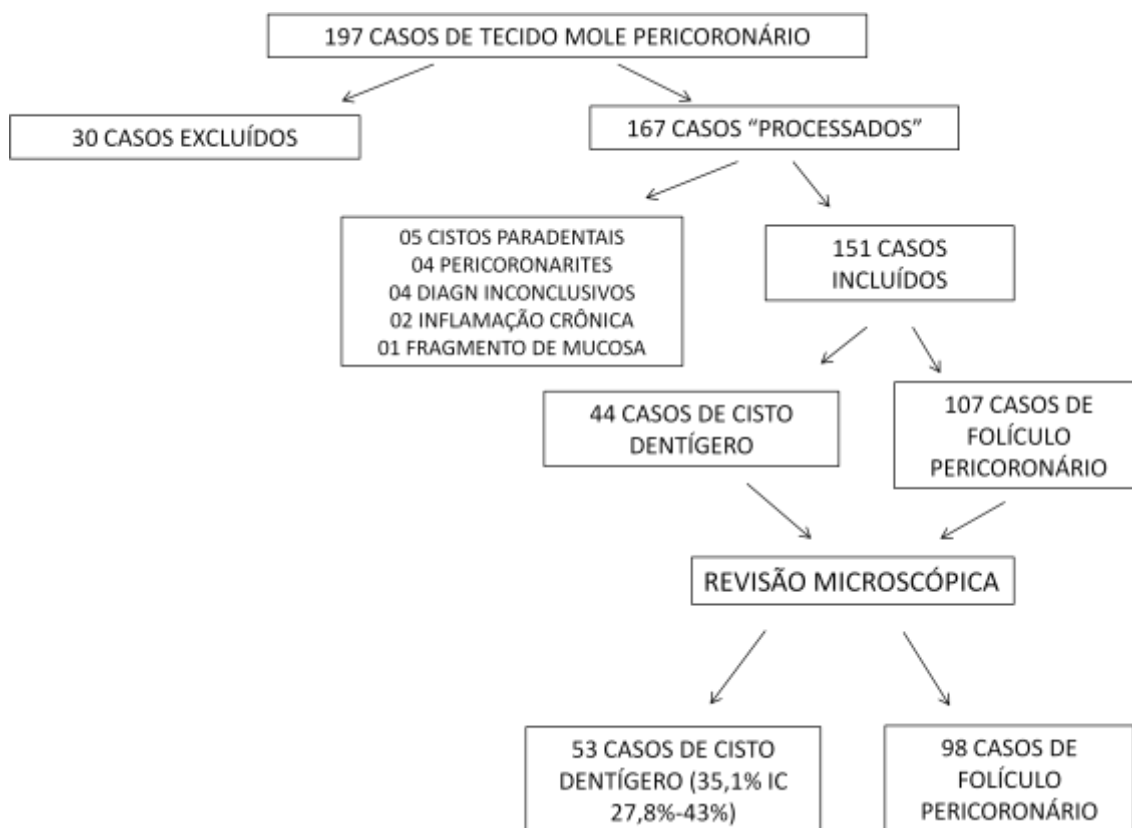 197 CASOS DE TECIDO MOLE PERICORONÁRIO
30 CASOS EXCLUÍDOS
167 CASOS “PROCESSADOS”
05 CISTOS PARADENTAIS
04 PERICORONARITES
04 DIAGN INCONCLUSIVOS
02 INFLAMAÇÃO CRÔNICA
01 FRAGMENTO DE MUCOSA
151 CASOS
INCLUÍDOS
44 CASOS DE CISTO
DENTÍGERO
107 CASOS DE
FOLÍCULO
PERICORONÁRIO
REVISÃO MICROSCÓPICA
53 CASOS DE CISTO
DENTÍGERO (35,1% IC
27,8%-43%)
98 CASOS DE
FOLÍCULO
PERICORONÁRIO